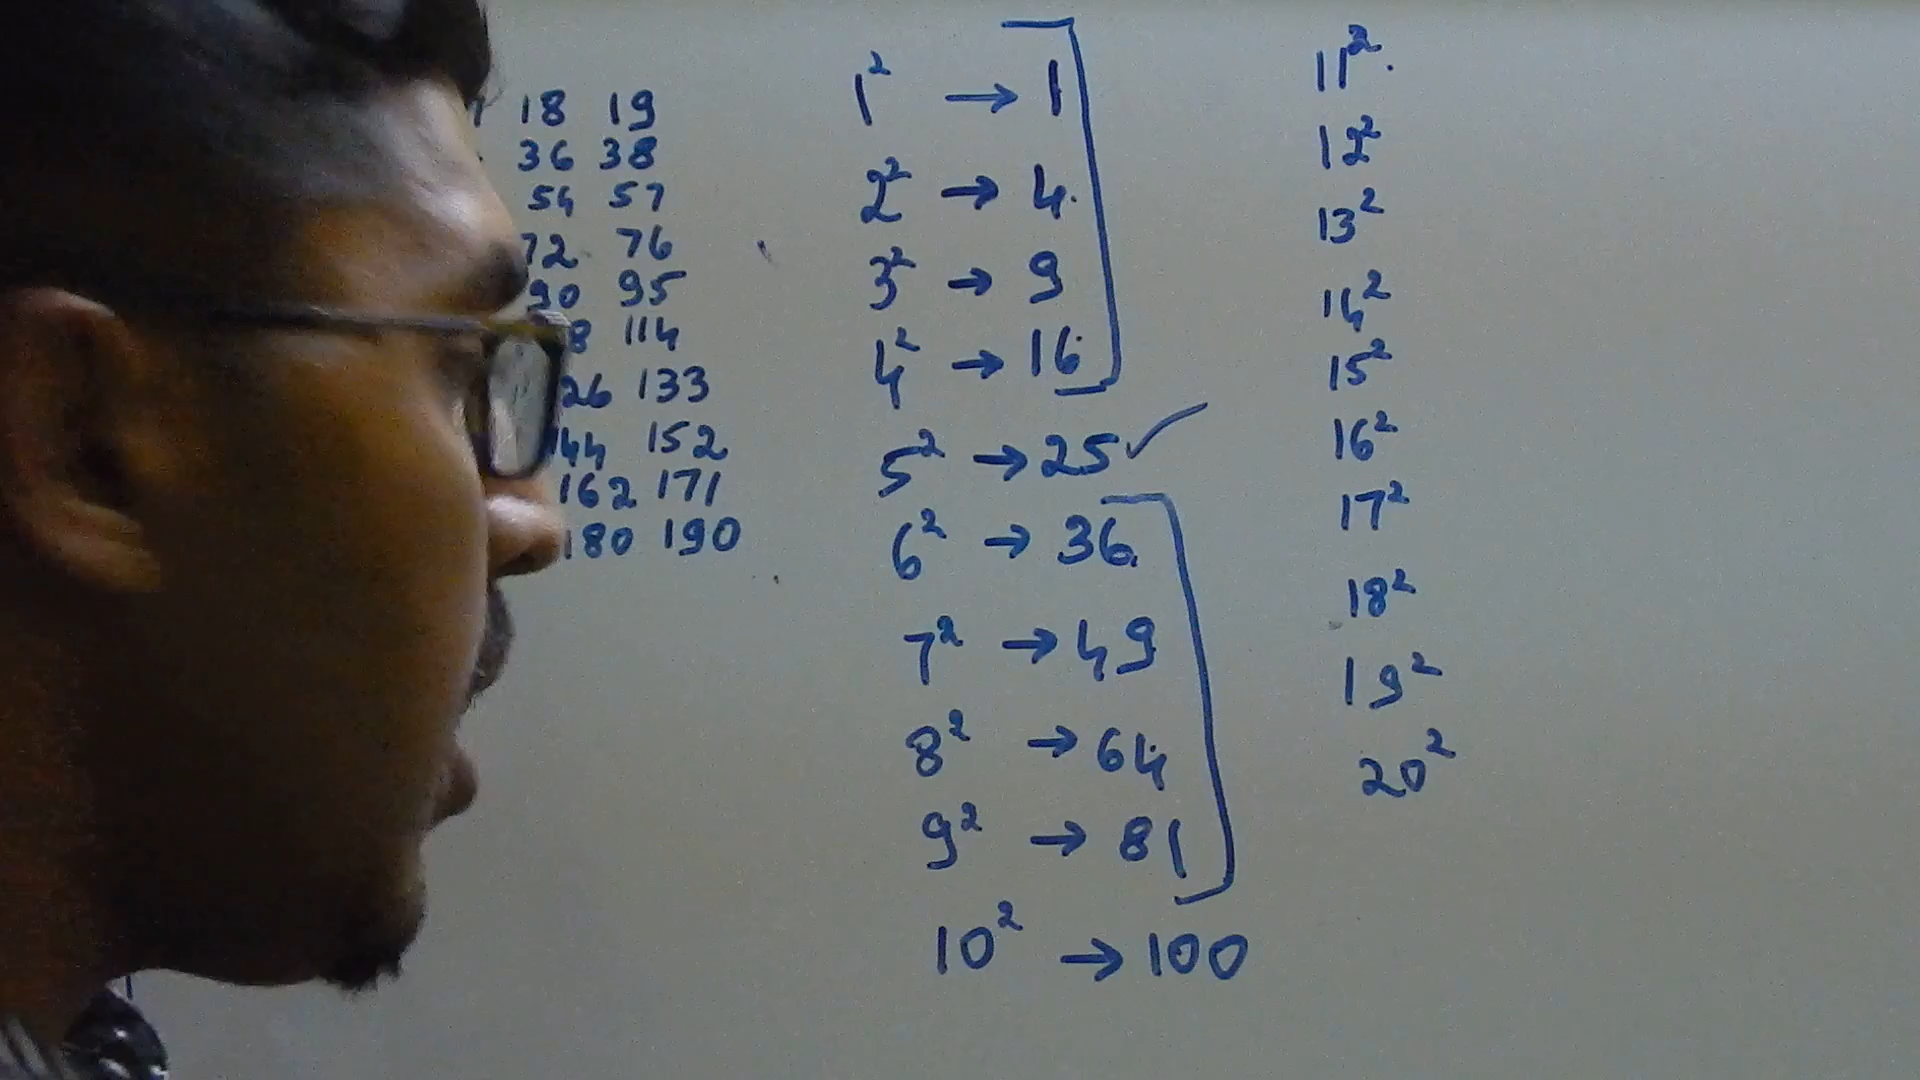 18 19
36 38
54 57
72 76
90 95
8 114
26 133
44 152
162 171
180 190
1² → 1
2² → 4
3² → 9
4² → 16
5² → 25 ✓
6² → 36
7² → 49
8² → 64
9² → 81
10² → 100
11²
12²
13²
14²
15²
16²
17²
18²
19²
20²